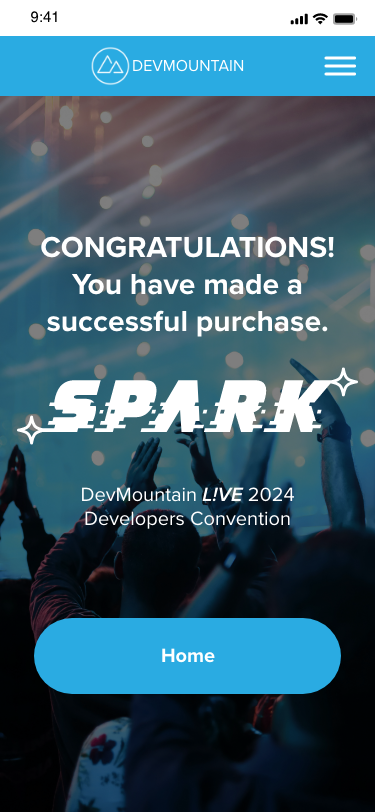 9:41
DEVMOUNTAIN
CONGRATULATIONS!
You have made a
successful purchase.
SPARK
DevMountain L!VE 2024
Developers Convention
Home